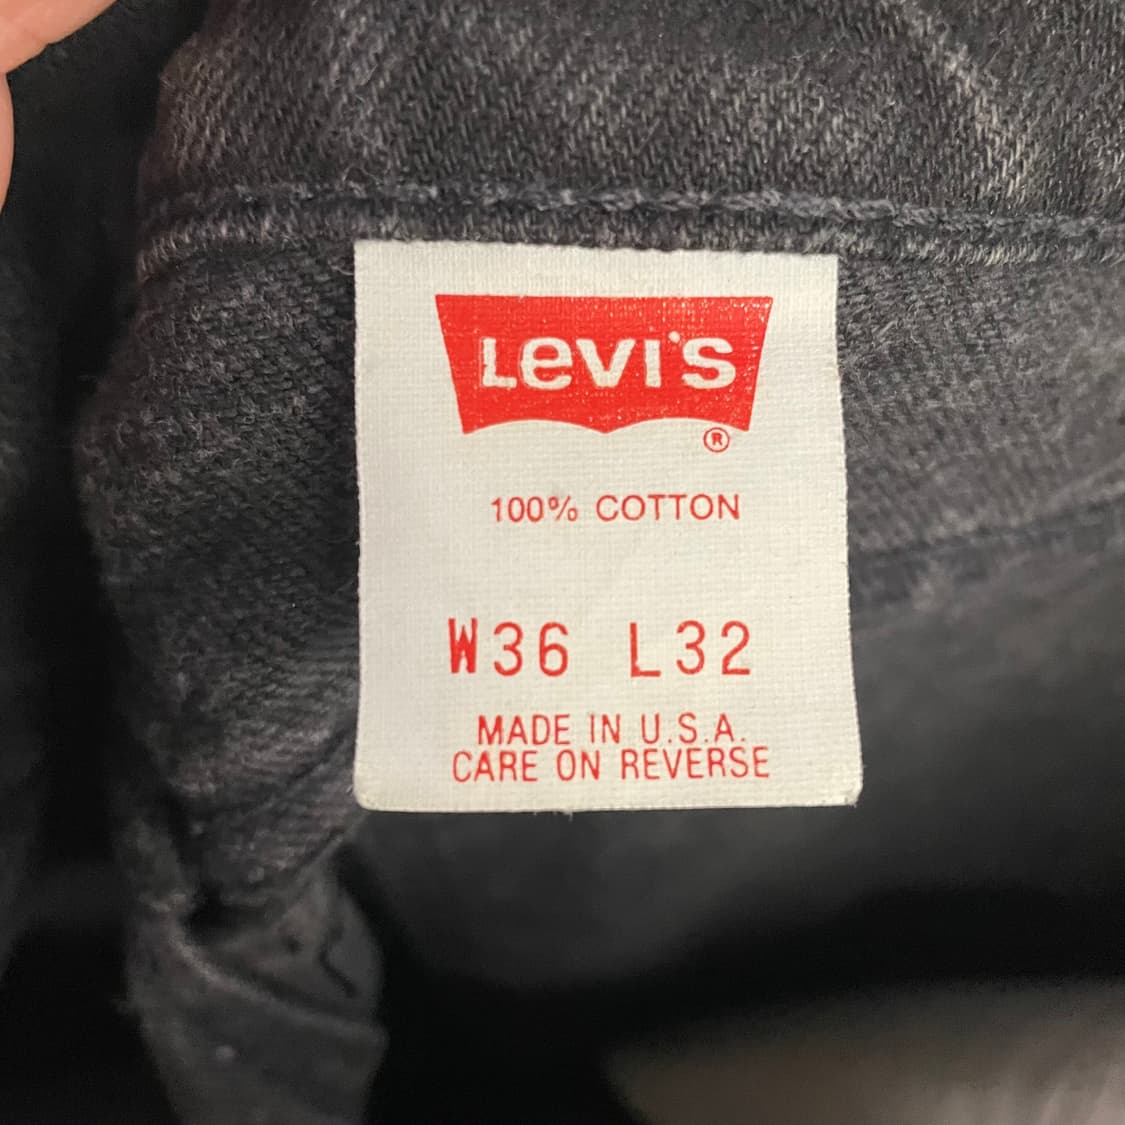 LEVI'S
®
100% COTTON
W36 L32
MADE IN U.S.A.
CARE ON REVERSE